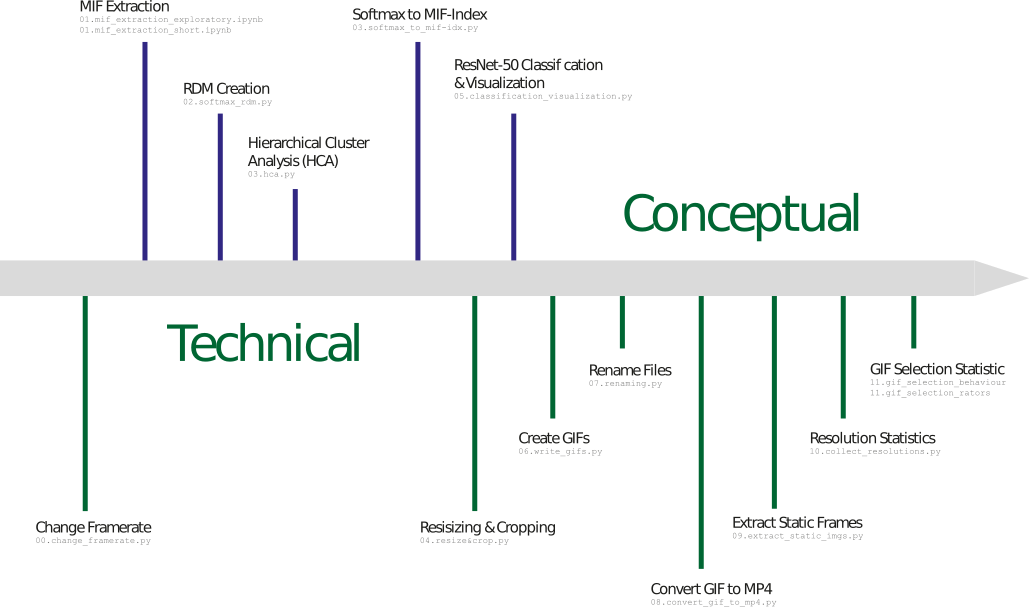 MIF Extraction
01.mif_extraction_exploratory.ipynb
01.mif_extraction_short.ipynb
Softmax to MIF-Index
03.softmax_to_mif-idx.py
ResNet-50 Classif cation
& Visualization
05.classification_visualization.py
RDM Creation
02.softmax_rdm.py
Hierarchical Cluster
Analysis (HCA)
03.hca.py
Conceptual
Technical
Rename Files
07.renaming.py
GIF Selection Statistic
11.gif_selection_behaviour
11.gif_selection_rators
Create GIFs
06.write_gifs.py
Resolution Statistics
10.collect_resolutions.py
Change Framerate
00.change_framerate.py
Resisizing & Cropping
04.resize&crop.py
Extract Static Frames
09.extract_static_imgs.py
Convert GIF to MP4
08.convert_gif_to_mp4.py